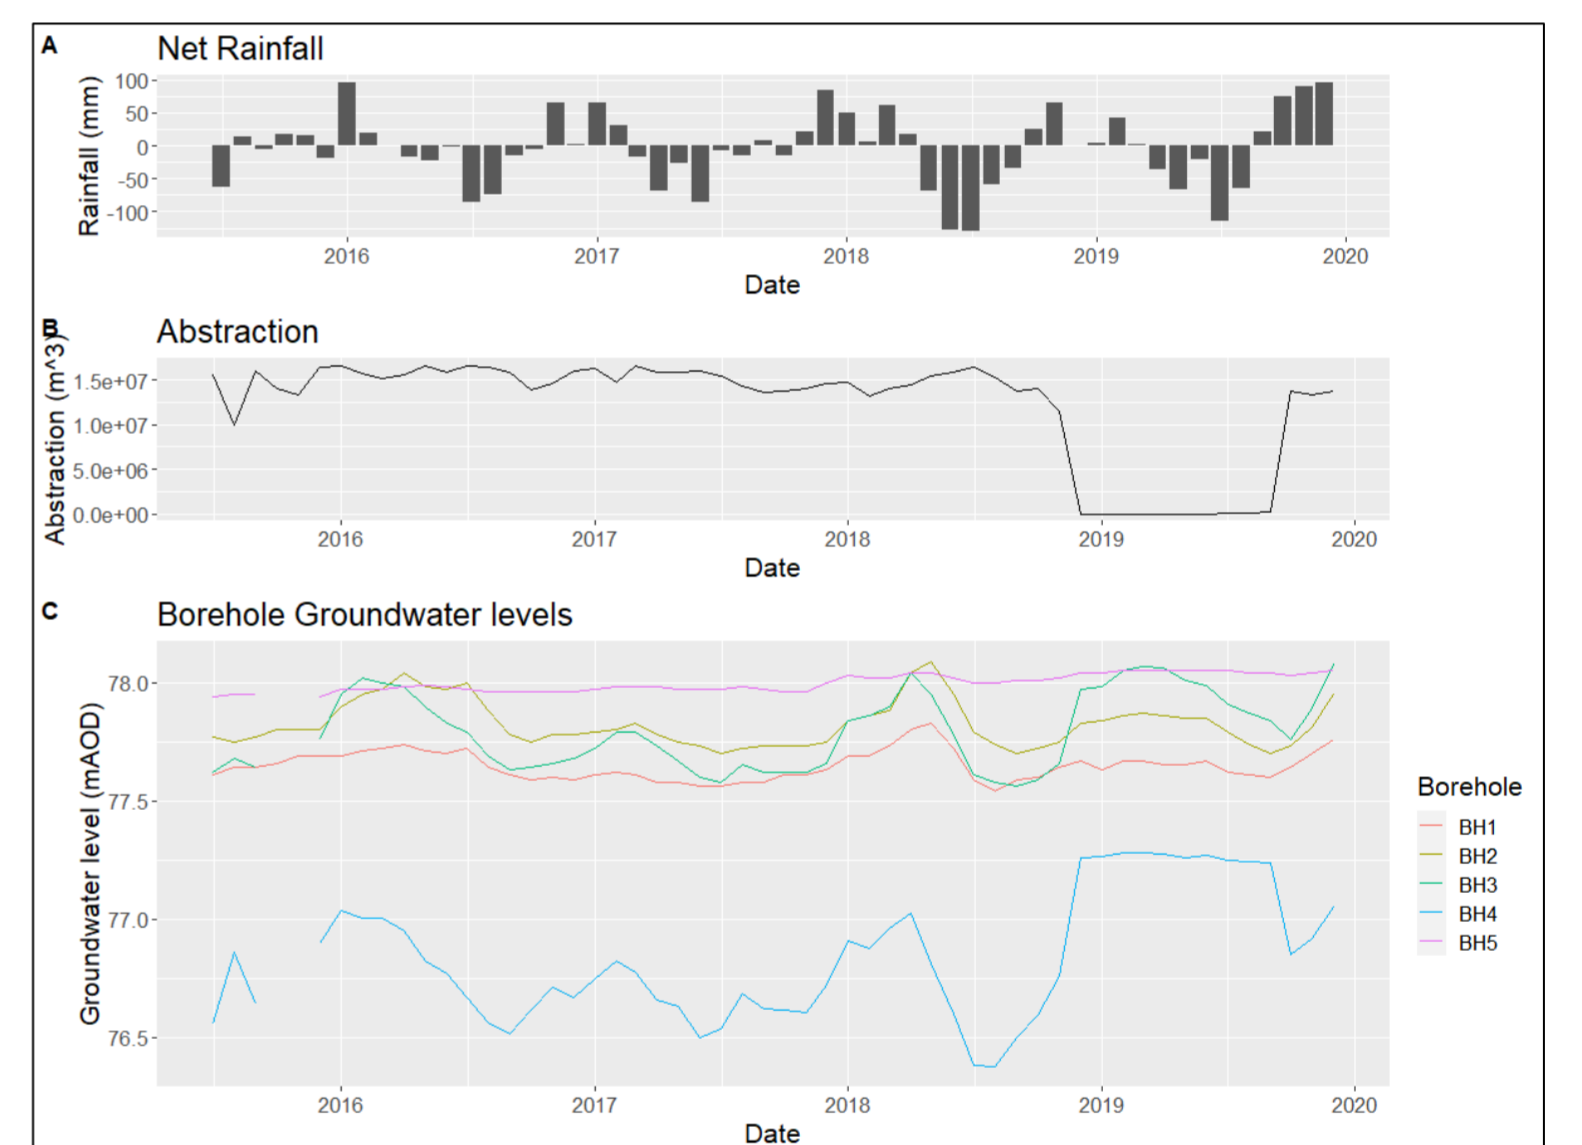 A
Net Rainfall
Rainfall (mm)
100
50
0
-50
-100
2016 2017 2018 2019 2020
Date
B
Abstraction
Abstraction (m^3)
1.5e+07
1.0e+07
5.0e+06
0.0e+00
2016 2017 2018 2019 2020
Date
C
Borehole Groundwater levels
Groundwater level (mAOD)
78.0
77.5
77.0
76.5
2016 2017 2018 2019 2020
Date
Borehole
BH1
BH2
BH3
BH4
BH5